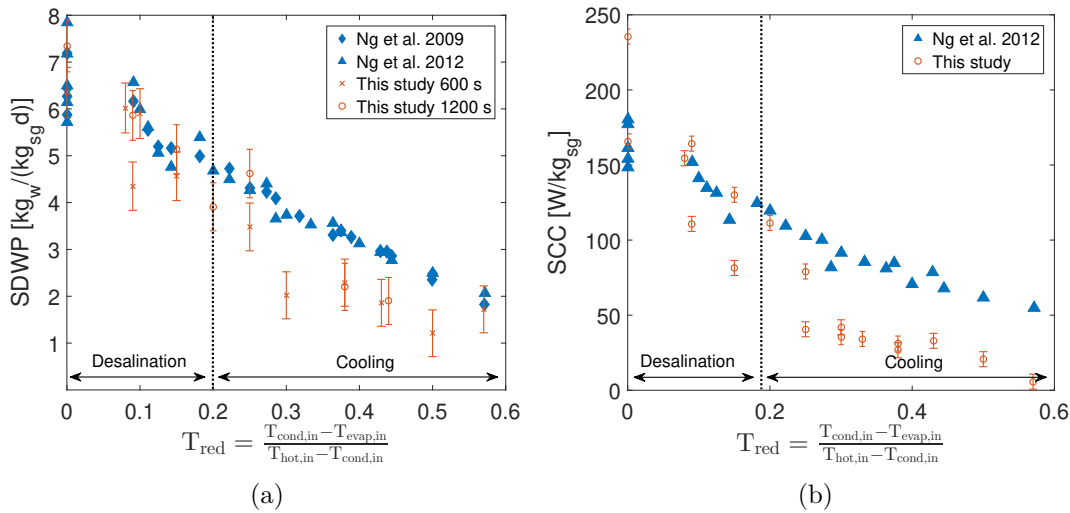 8
7
6
5
4
3
2
1
SDWP [kg_w/(kg_sg d)]
Ng et al. 2009
Ng et al. 2012
This study 600 s
This study 1200 s
Desalination
Cooling
0 0.1 0.2 0.3 0.4 0.5 0.6
T_red = (T_cond,in − T_evap,in) / (T_hot,in − T_cond,in)
(a)
250
200
150
100
50
0
SCC [W/kg_sg]
Ng et al. 2012
This study
Desalination
Cooling
0 0.2 0.4 0.6
T_red = (T_cond,in − T_evap,in) / (T_hot,in − T_cond,in)
(b)